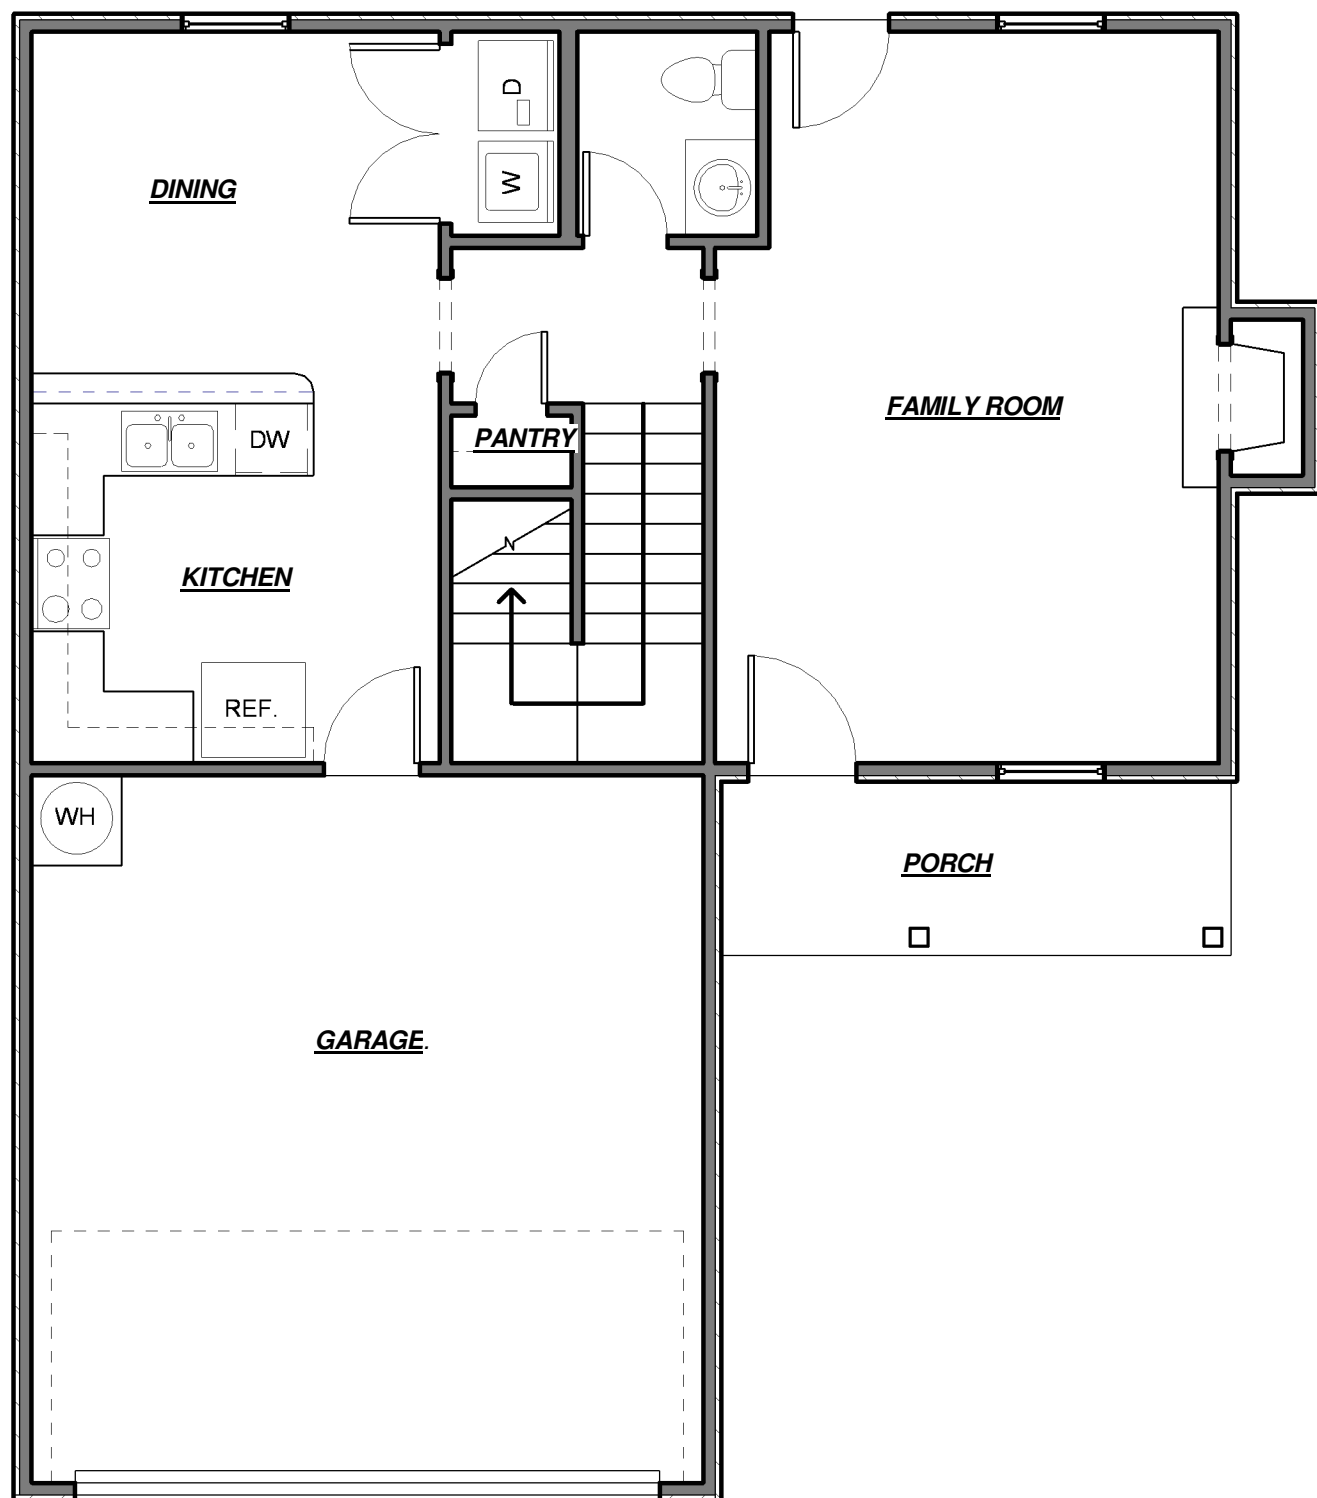 D
W
DINING
FAMILY ROOM
PANTRY
DW
KITCHEN
REF.
WH
PORCH
GARAGE.